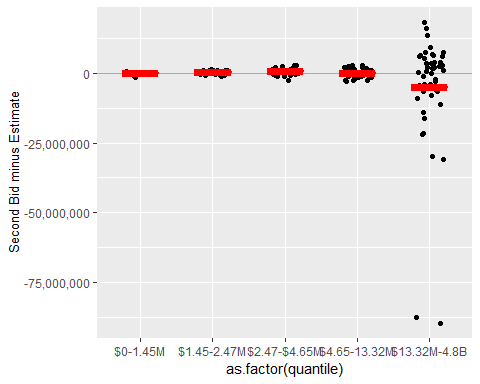 Second Bid minus Estimate
0
-25,000,000
-50,000,000
-75,000,000
$0-1.45M $1.45-2.47M $2.47-$4.65M $4.65-13.32M $13.32M-4.8B
as.factor(quantile)